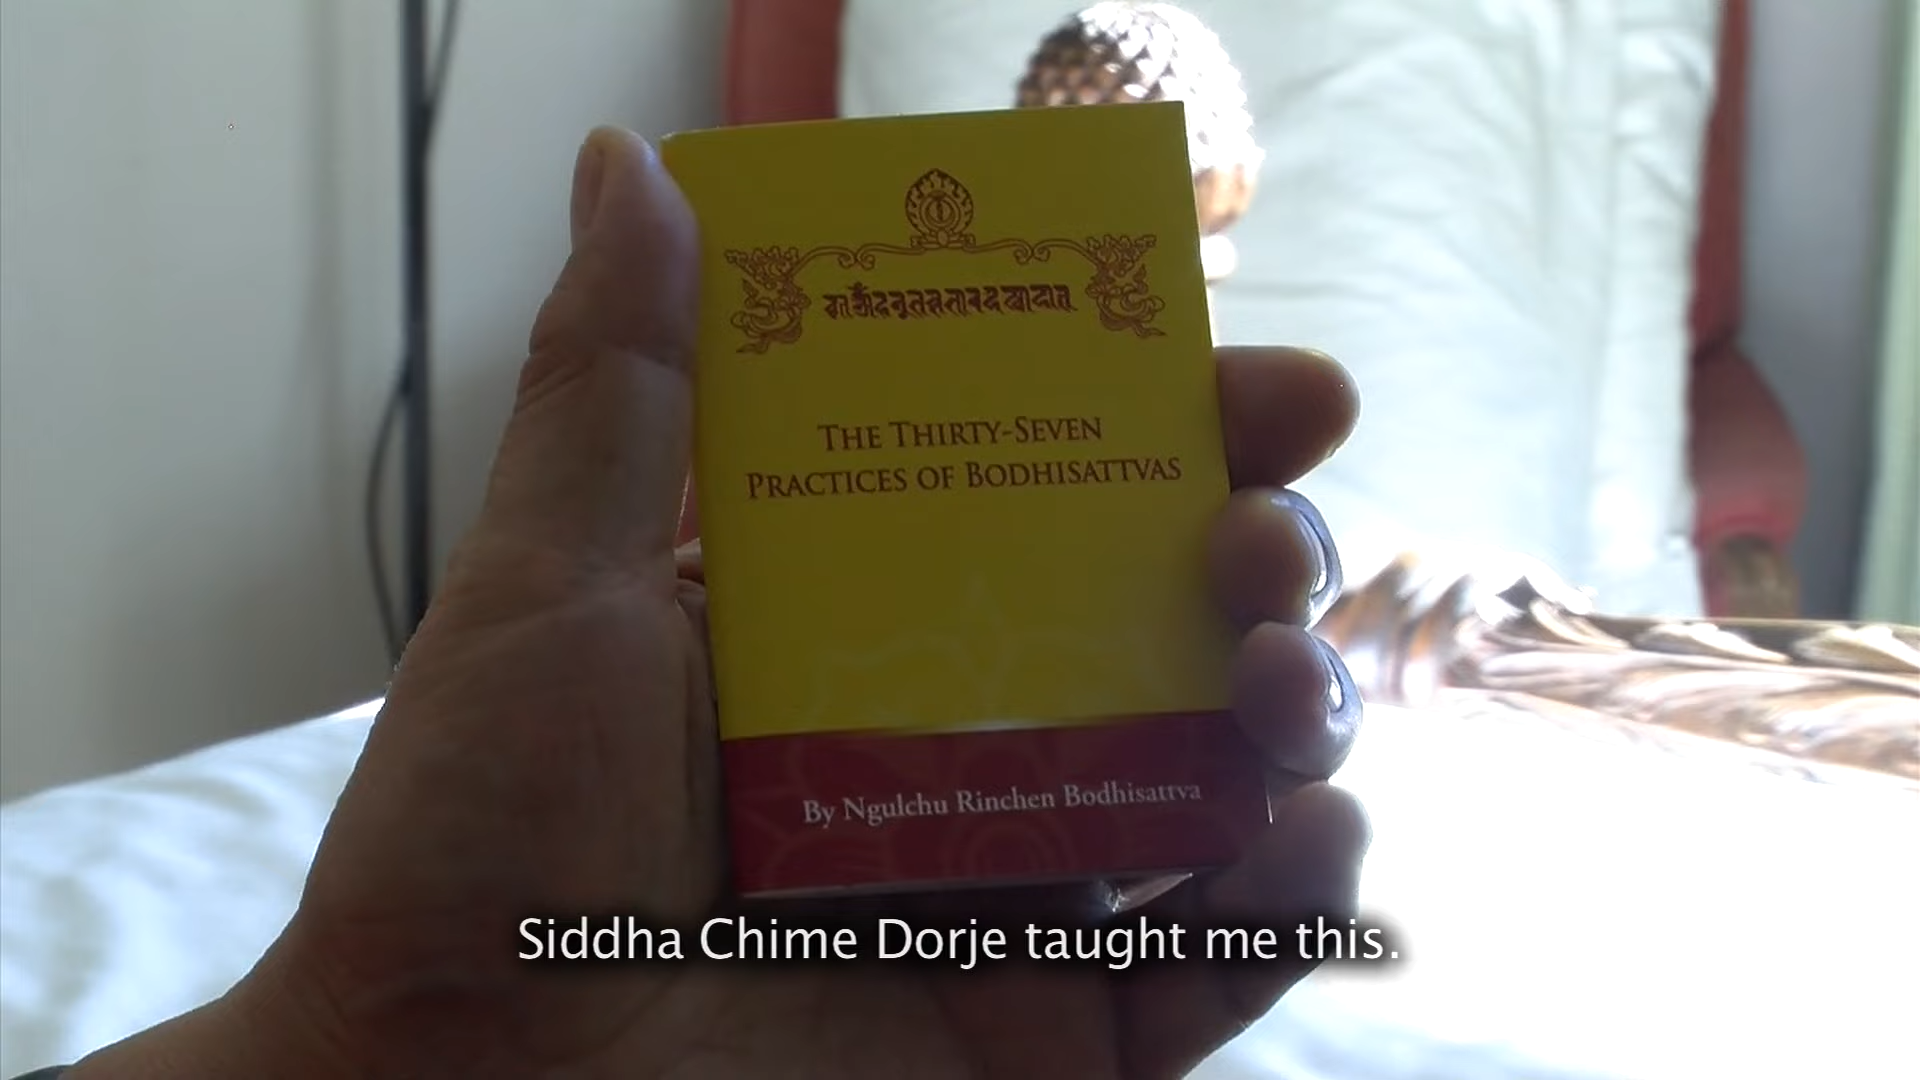 THE THIRTY-SEVEN
PRACTICES OF BODHISATTVAS
By Ngulchu Rinchen Bodhisattva
Siddha Chime Dorje taught me this.